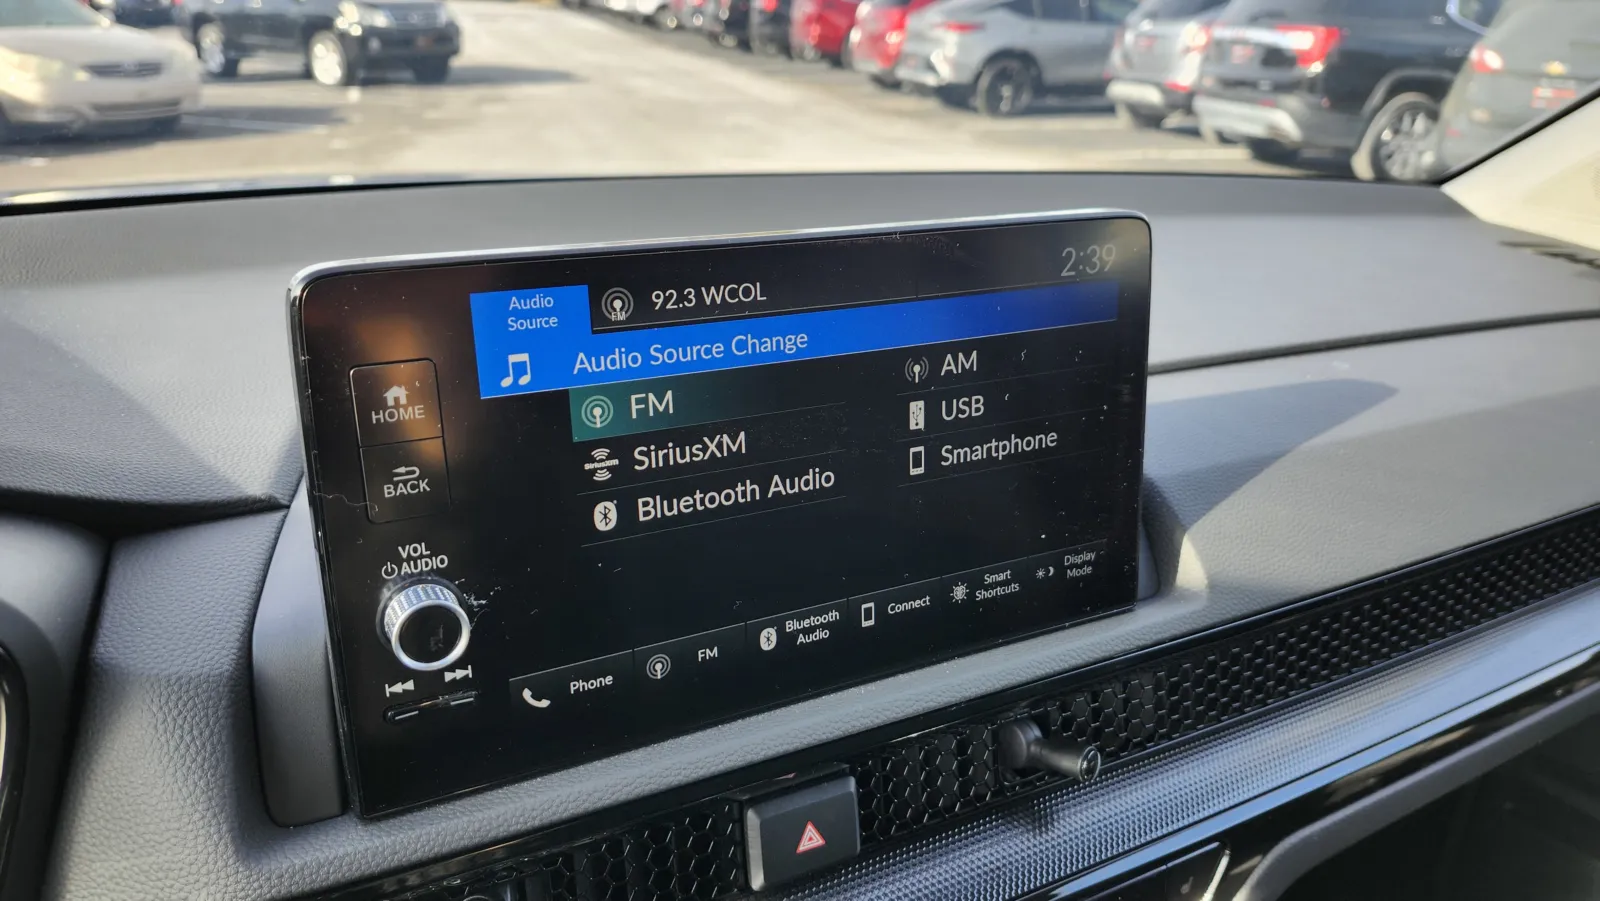 2:39
Audio
Source
FM
92.3 WCOL
Audio Source Change
FM
AM
SiriusXM
SiriusXM
USB
Bluetooth Audio
Smartphone
HOME
BACK
VOL
AUDIO
Phone
FM
Bluetooth
Audio
Connect
Smart
Shortcuts
Display
Mode